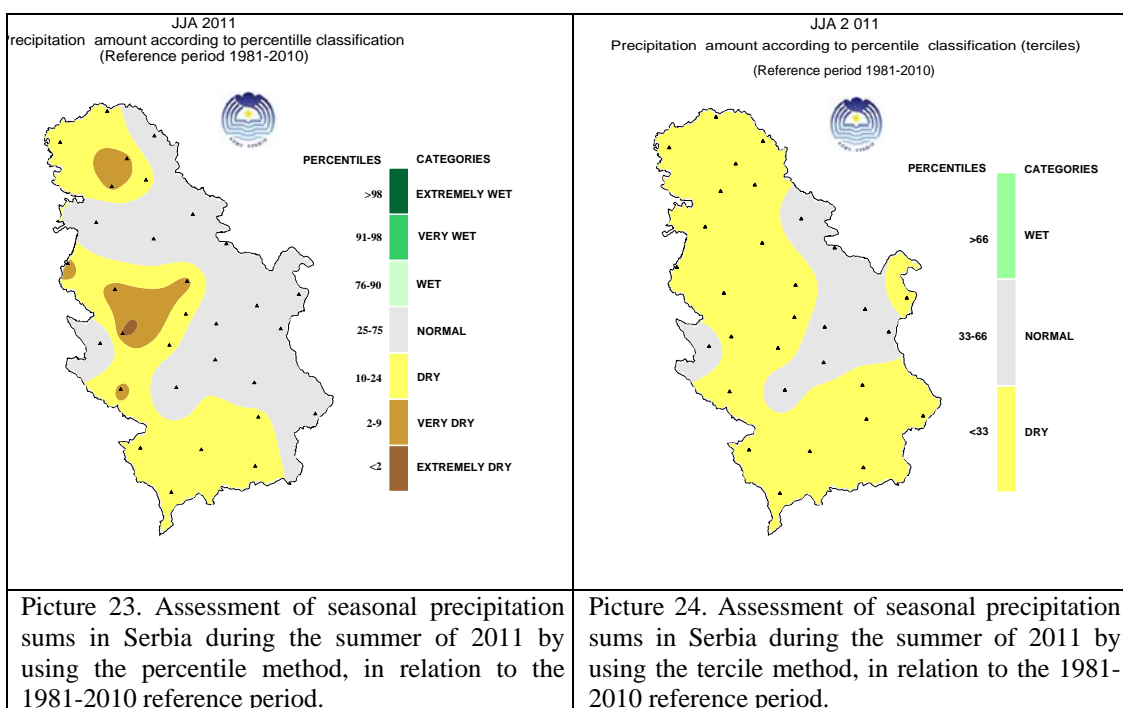 JJA 2011
recipitation amount according to percentille classification
(Reference period 1981-2010)
PERCENTILES CATEGORIES
>98 EXTREMELY WET
91-98 VERY WET
76-90 WET
25-75 NORMAL
10-24 DRY
2-9 VERY DRY
<2 EXTREMELY DRY
Picture 23. Assessment of seasonal precipitation
sums in Serbia during the summer of 2011 by
using the percentile method, in relation to the
1981-2010 reference period.
JJA 2 011
Precipitation amount according to percentile classification (terciles)
(Reference period 1981-2010)
PERCENTILES CATEGORIES
>66 WET
33-66 NORMAL
<33 DRY
Picture 24. Assessment of seasonal precipitation
sums in Serbia during the summer of 2011 by
using the tercile method, in relation to the 1981-
2010 reference period.